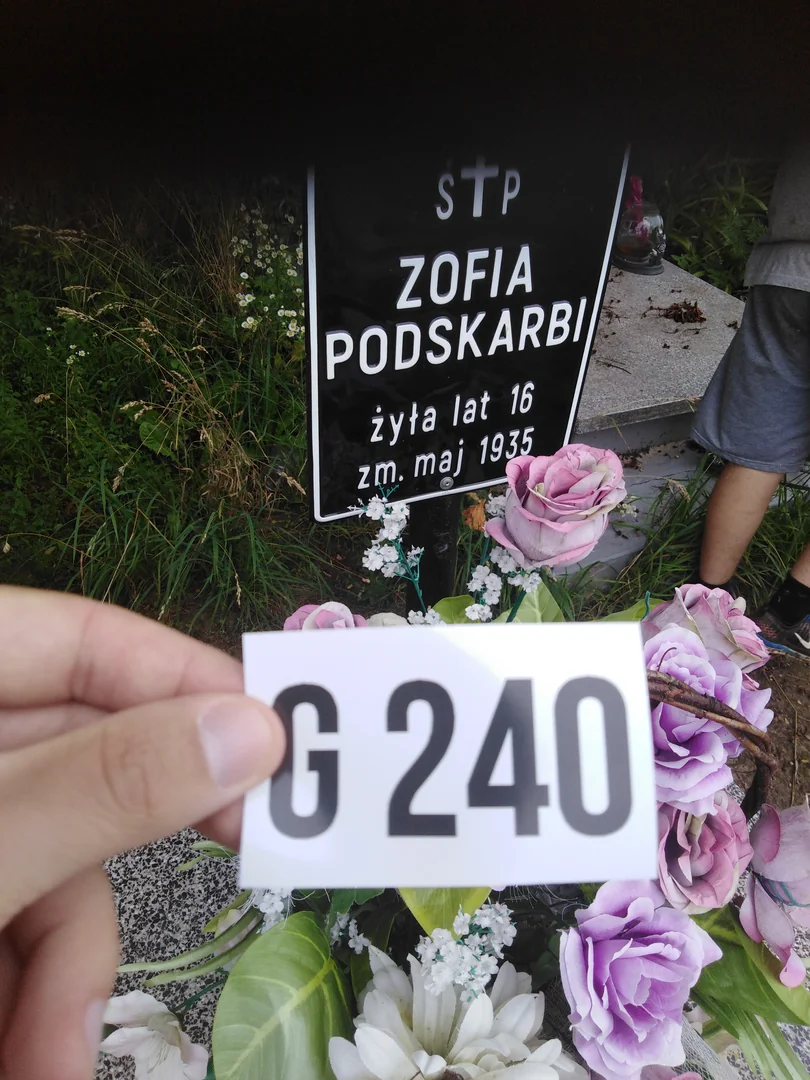 Ś✝P
ZOFIA
PODSKARBI
żyła lat 16
zm. maj 1935
G 240